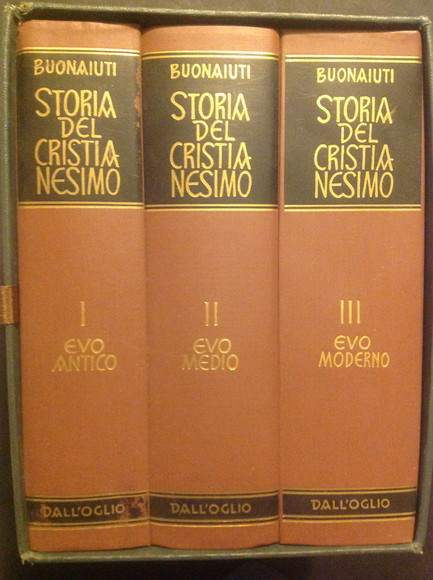 BUONAIUTI
STORIA
DEL
CRISTIA
NESIMO
I
EVO
ANTICO
DALL'OGLIO
BUONAIUTI
STORIA
DEL
CRISTIA
NESIMO
II
EVO
MEDIO
DALL'OGLIO
BUONAIUTI
STORIA
DEL
CRISTIA
NESIMO
III
EVO
MODERNO
DALL'OGLIO